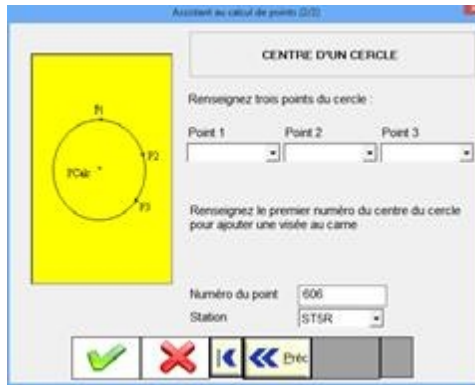 Assistant au calcul de points (2/2)
CENTRE D'UN CERCLE
Renseignez trois points du cercle :
Point 1 Point 2 Point 3
P1
P2
PCalc
P3
Renseignez le premier numéro du centre du cercle
pour ajouter une visée au carne
Numéro du point 606
Station ST5R
Préc